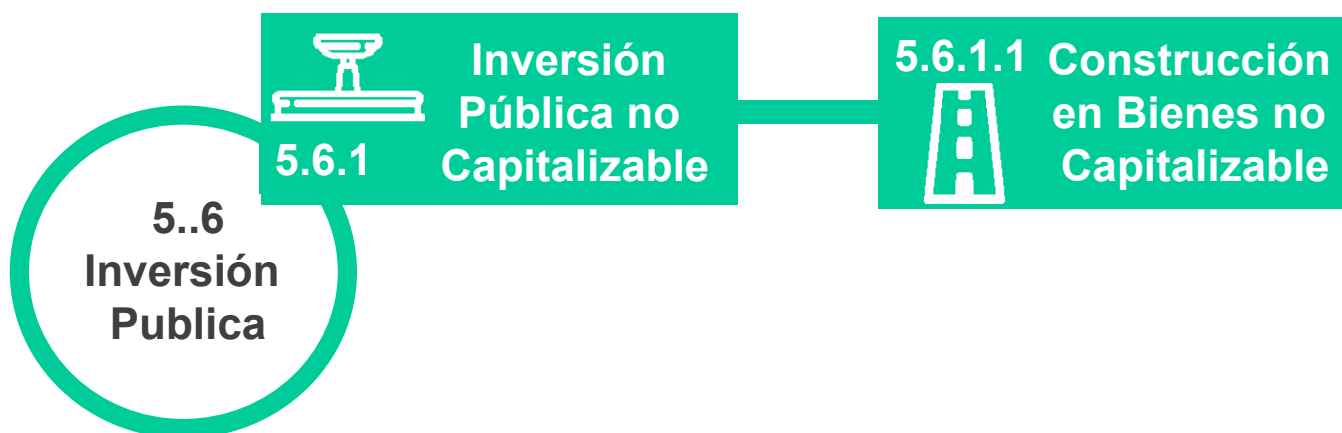 5..6
Inversión
Publica
5.6.1
Inversión
Pública no
Capitalizable
5.6.1.1
Construcción
en Bienes no
Capitalizable